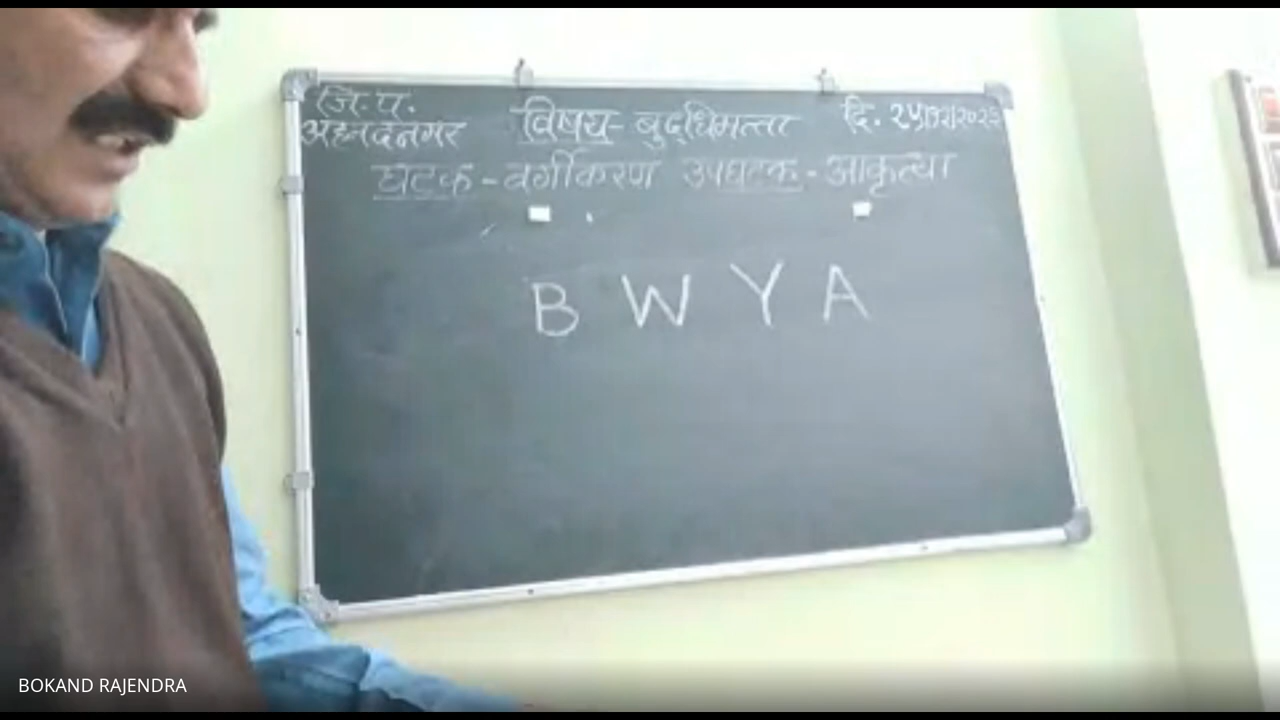 जि.प.
अहमदनगर विषय- बुद्धिमत्ता दि.
घटक - वर्गीकरण उपघटक - आकृत्या
B W Y A
BOKAND RAJENDRA